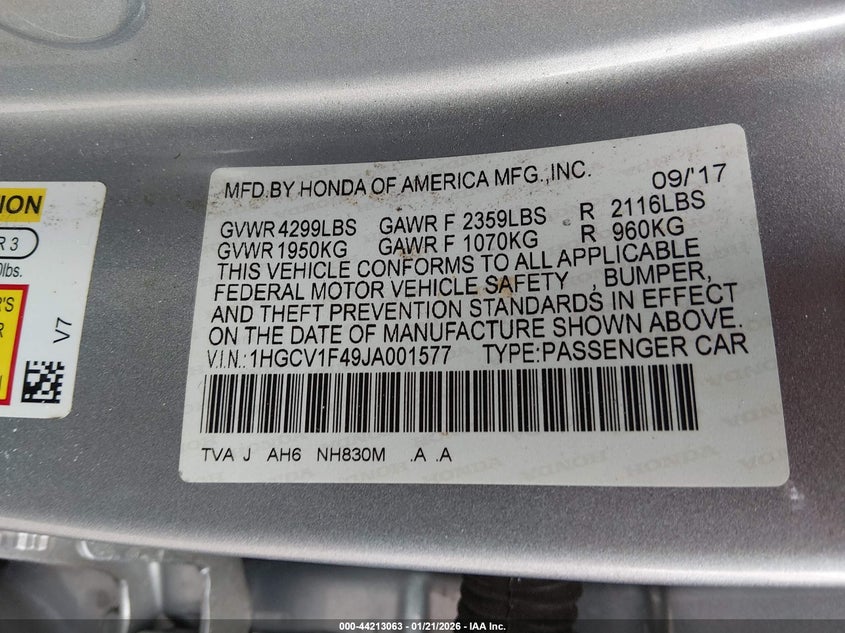 MFD.BY HONDA OF AMERICA MFG.,INC. 09/'17
GVWR 4299LBS GAWR F 2359LBS R 2116LBS
GVWR 1950KG GAWR F 1070KG R 960KG
THIS VEHICLE CONFORMS TO ALL APPLICABLE
FEDERAL MOTOR VEHICLE SAFETY , BUMPER,
AND THEFT PREVENTION STANDARDS IN EFFECT
ON THE DATE OF MANUFACTURE SHOWN ABOVE.
V.I.N.: 1HGCV1F49JA001577 TYPE:PASSENGER CAR
TVA J AH6 NH830M .A .A
HONDA
V7
lbs.
000-44213063 - 01/21/2026 - IAA Inc.